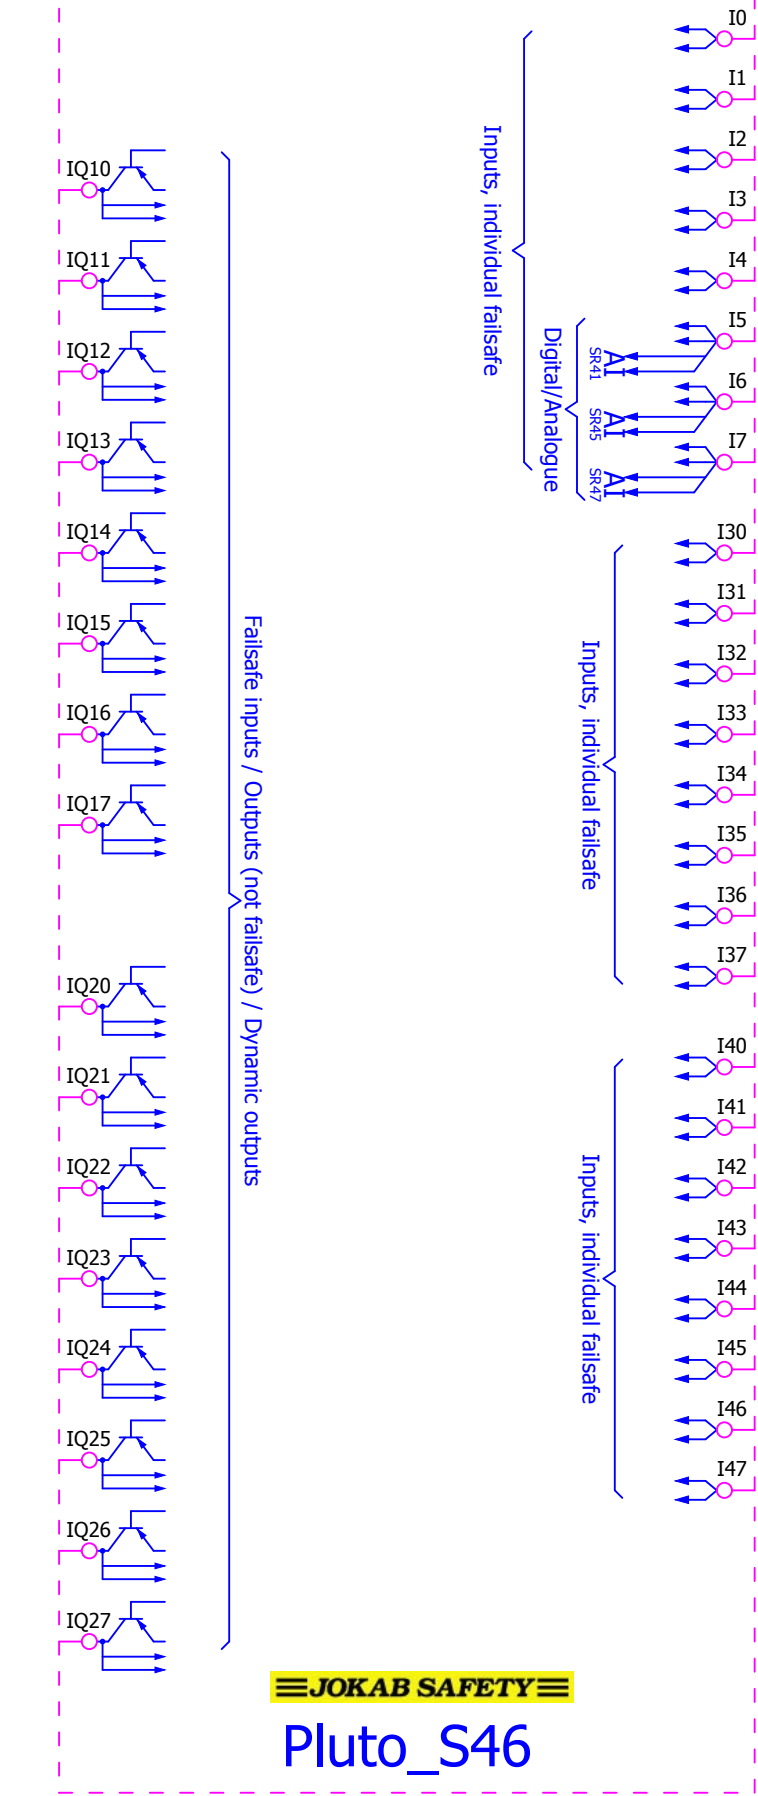 I0
I1
I2
I3
I4
I5
I6
I7
Inputs, individual failsafe
Digital/Analogue
AI
SR41
AI
SR45
AI
SR47
I30
I31
I32
I33
I34
I35
I36
I37
Inputs, individual failsafe
I40
I41
I42
I43
I44
I45
I46
I47
Inputs, individual failsafe
IQ10
IQ11
IQ12
IQ13
IQ14
IQ15
IQ16
IQ17
IQ20
IQ21
IQ22
IQ23
IQ24
IQ25
IQ26
IQ27
Failsafe inputs / Outputs (not failsafe) / Dynamic outputs
JOKAB SAFETY
Pluto_S46